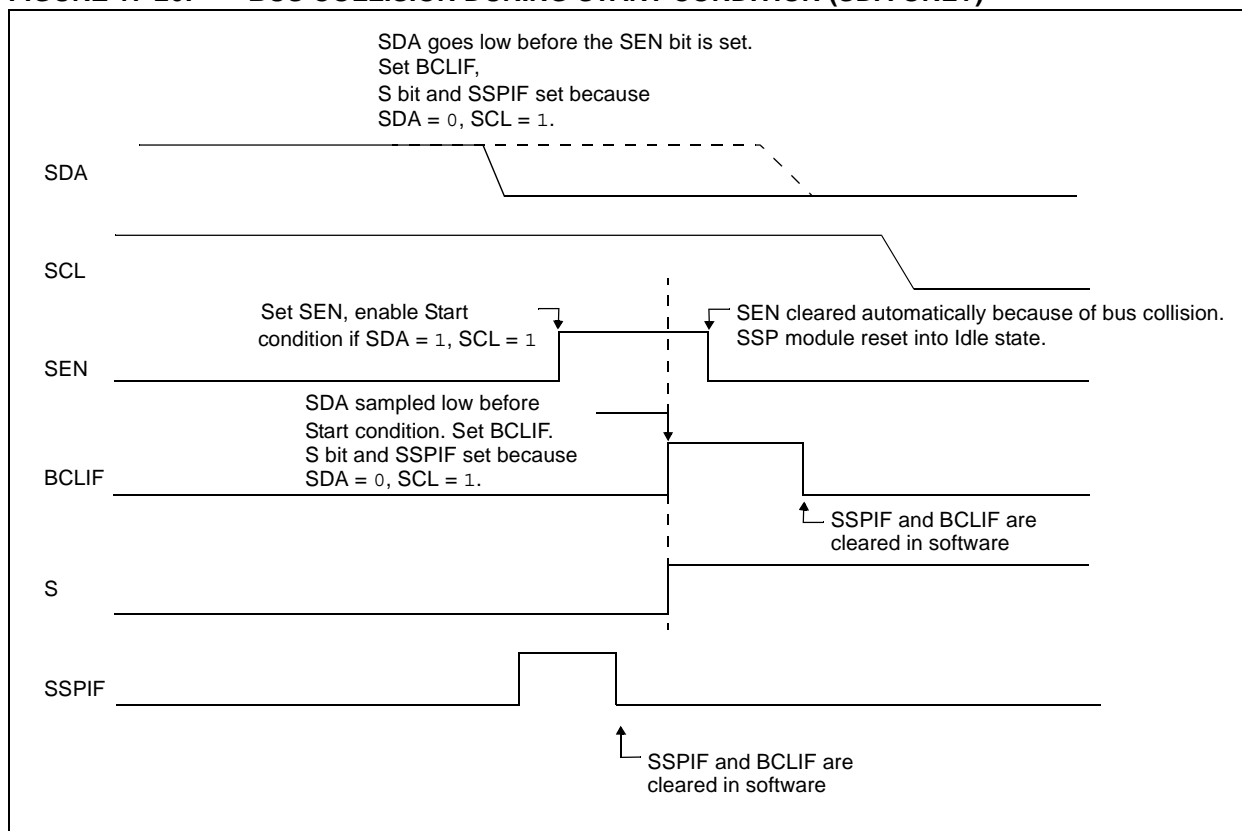 SDA goes low before the SEN bit is set.
Set BCLIF,
S bit and SSPIF set because
SDA = 0, SCL = 1.
SDA
SCL
Set SEN, enable Start
condition if SDA = 1, SCL = 1
SEN cleared automatically because of bus collision.
SSP module reset into Idle state.
SEN
SDA sampled low before
Start condition. Set BCLIF.
S bit and SSPIF set because
SDA = 0, SCL = 1.
BCLIF
SSPIF and BCLIF are
cleared in software
S
SSPIF
SSPIF and BCLIF are
cleared in software